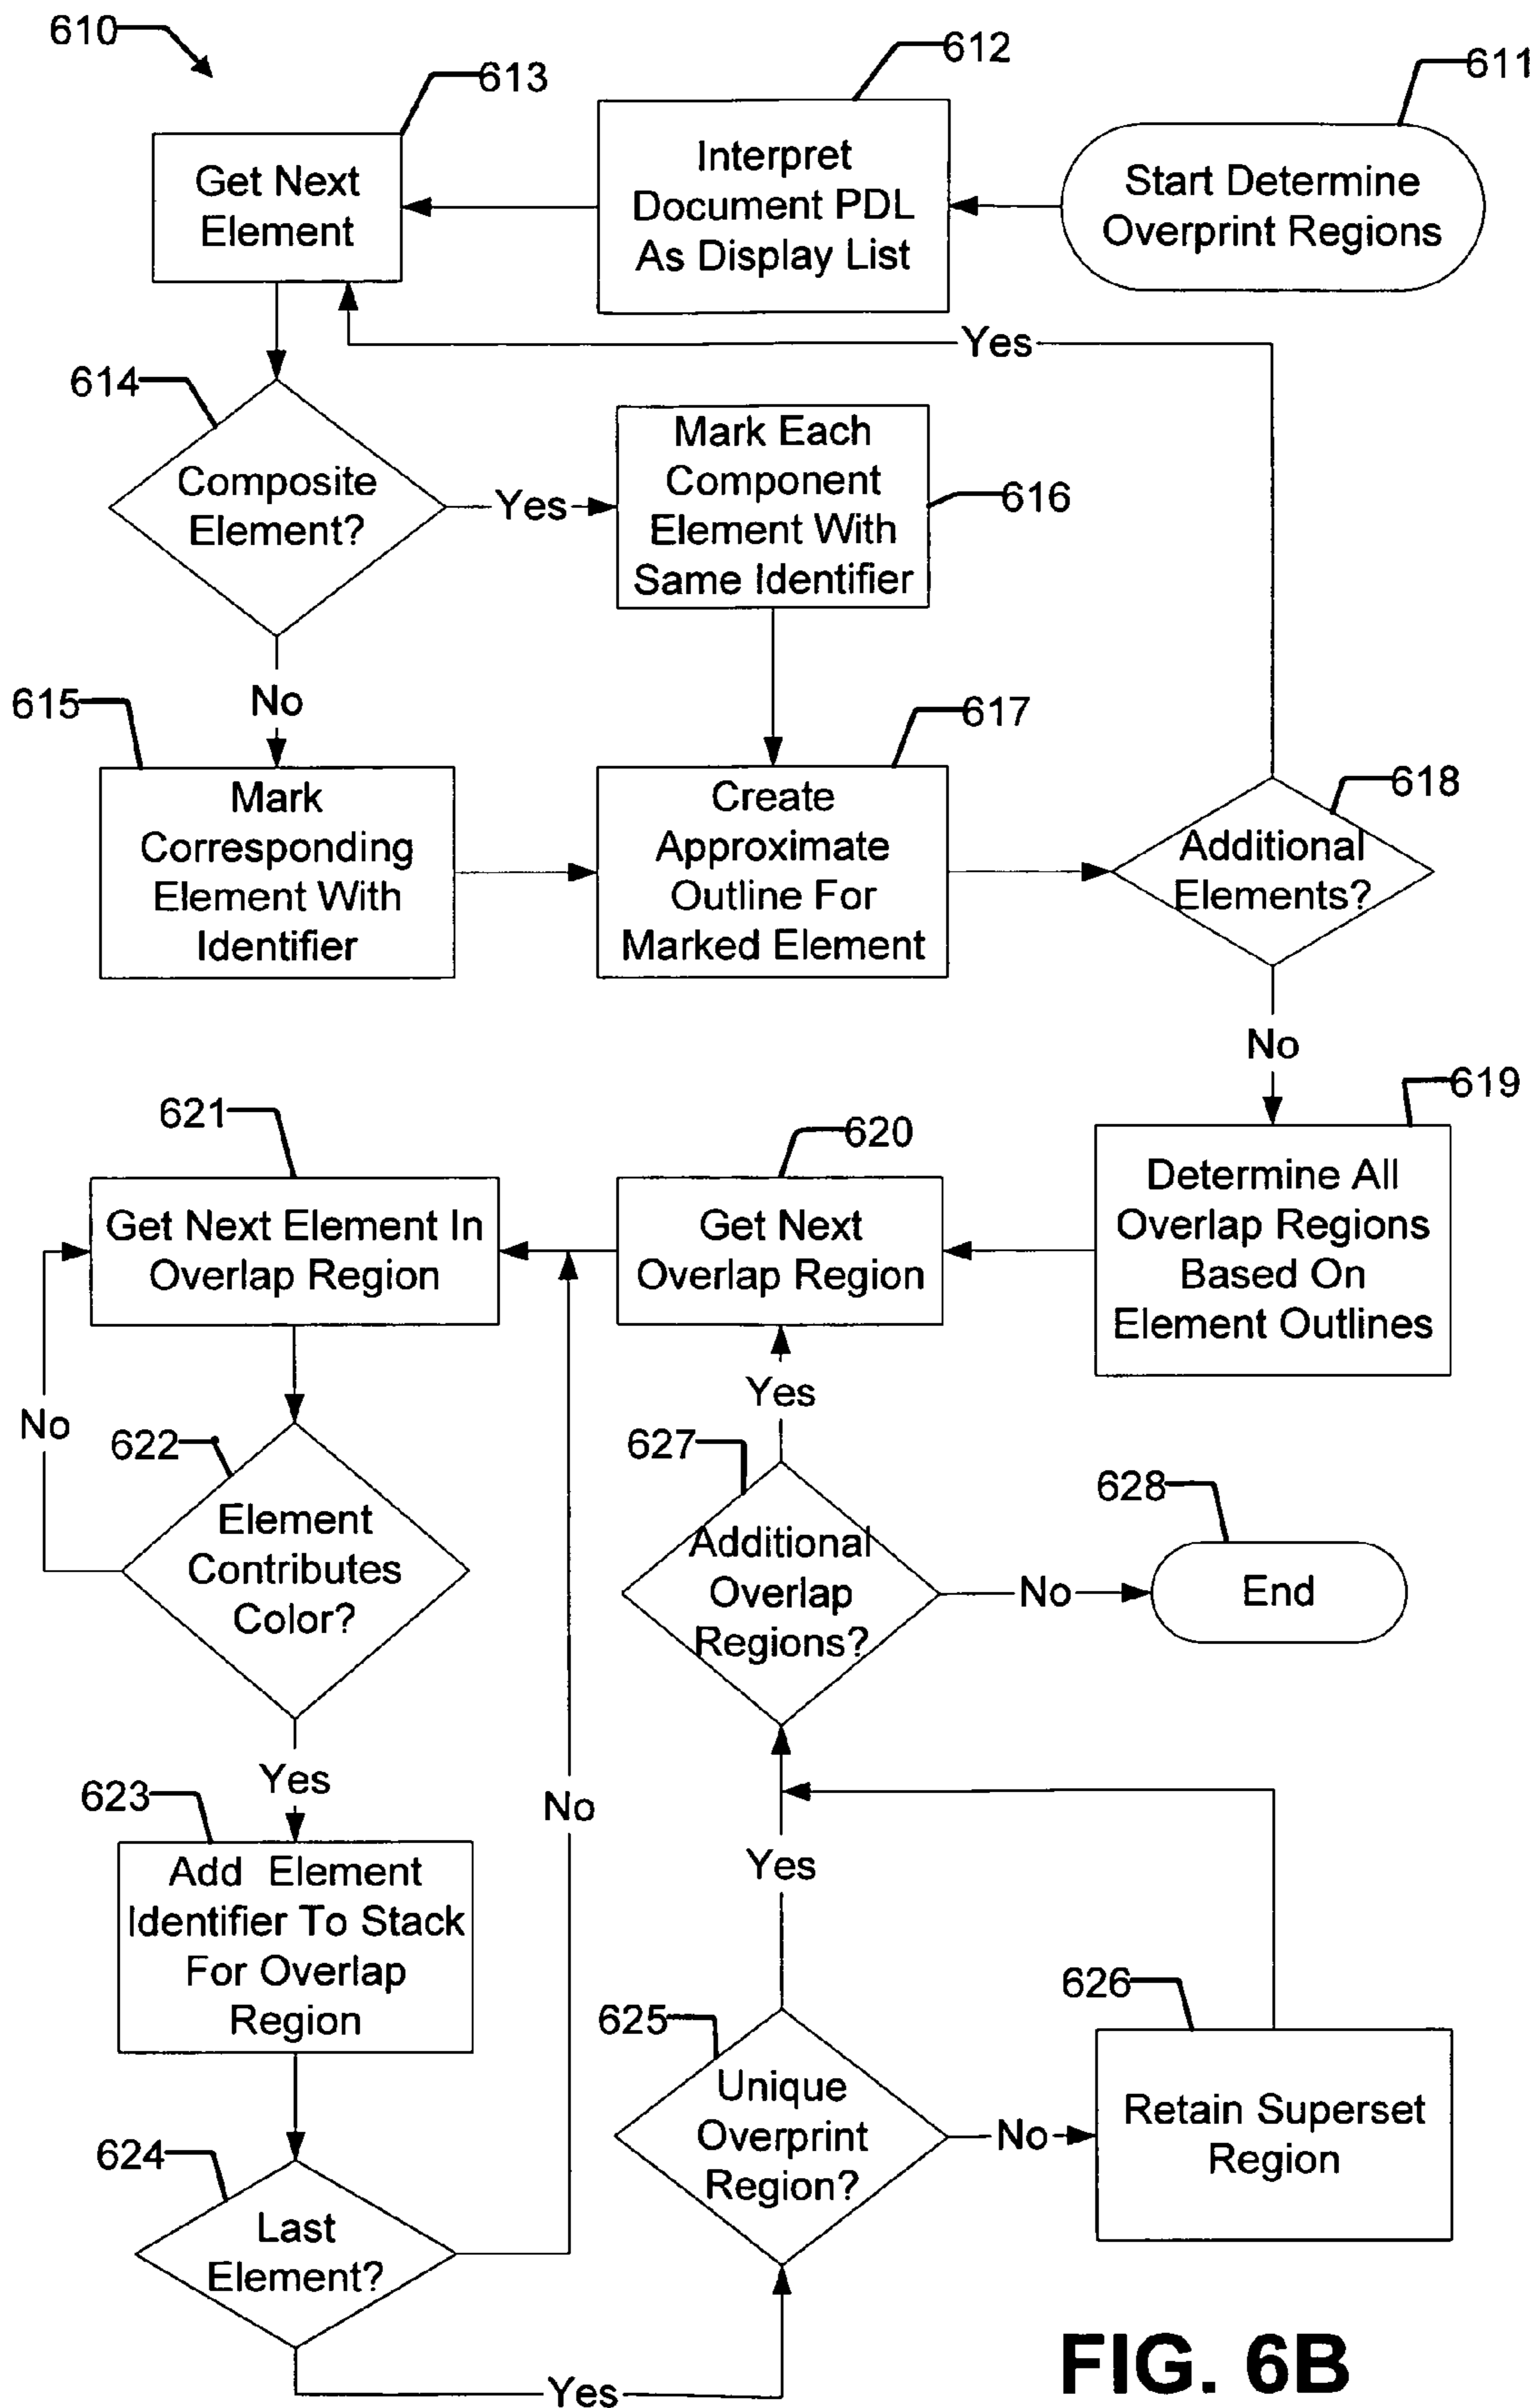 610
613
612
611
Get Next
Element
Interpret
Document PDL
As Display List
Start Determine
Overprint Regions
Yes
614
Composite
Element?
Yes
Mark Each
Component
Element With
Same Identifier
616
No
615
617
618
Mark
Corresponding
Element With
Identifier
Create
Approximate
Outline For
Marked Element
Additional
Elements?
No
619
621
620
Get Next Element In
Overlap Region
Get Next
Overlap Region
Determine All
Overlap Regions
Based On
Element Outlines
Yes
No
622
627
628
Element
Contributes
Color?
Additional
Overlap
Regions?
No
End
Yes
623
No
Add Element
Identifier To Stack
For Overlap
Region
Yes
625
626
Unique
Overprint
Region?
No
Retain Superset
Region
624
Last
Element?
Yes
FIG. 6B